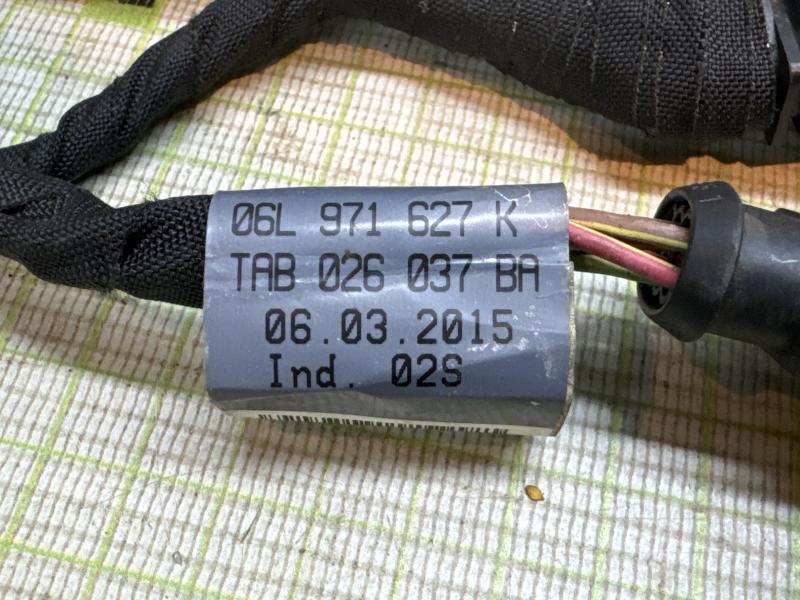 06L 971 627 K
TAB 026 037 BA
06.03.2015
Ind. 02S